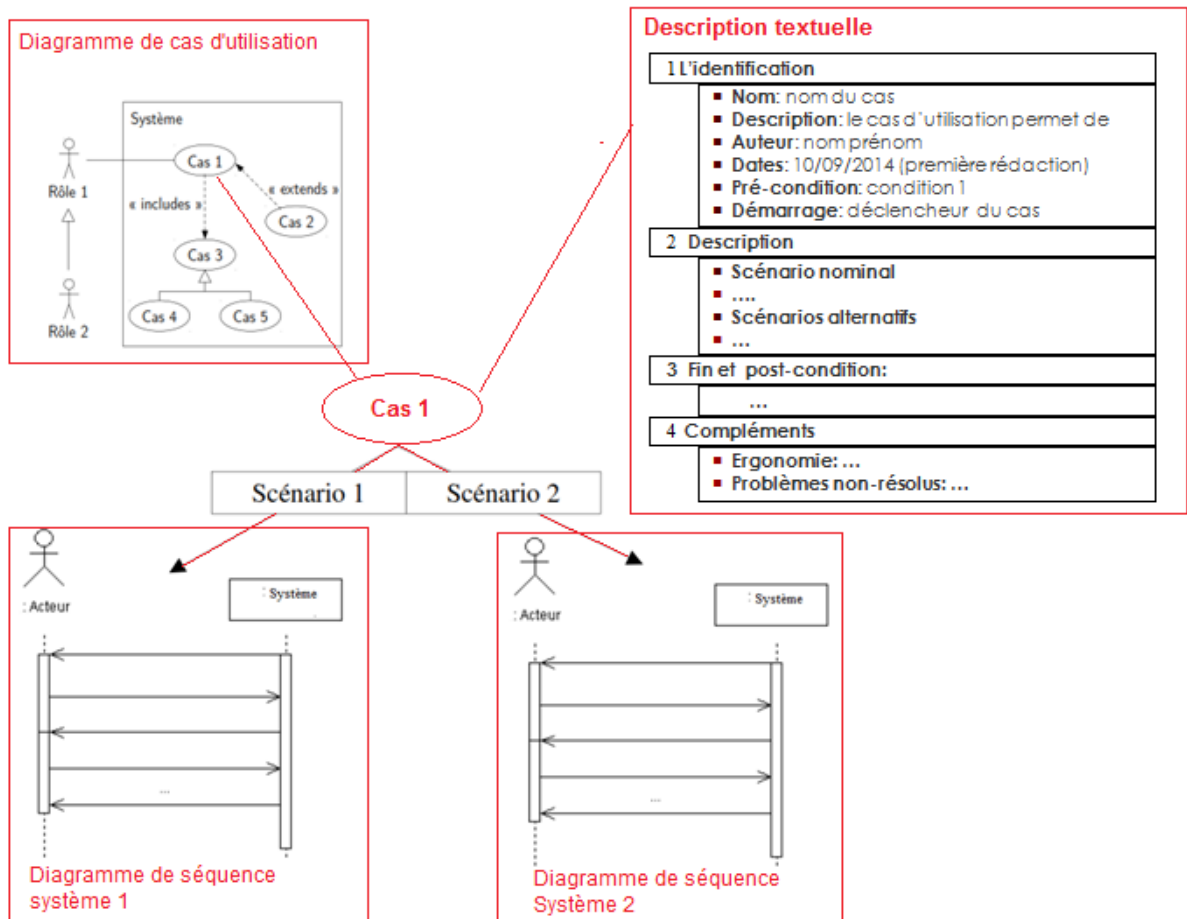 Diagramme de cas d'utilisation
Système
Rôle 1
Cas 1
« includes »
« extends »
Cas 2
Cas 3
Cas 4
Cas 5
Rôle 2
Description textuelle
1 L'identification
▪ Nom: nom du cas
▪ Description: le cas d'utilisation permet de
▪ Auteur: nom prénom
▪ Dates: 10/09/2014 (première rédaction)
▪ Pré-condition: condition 1
▪ Démarrage: déclencheur du cas
2 Description
▪ Scénario nominal
▪ ....
▪ Scénarios alternatifs
▪ ...
3 Fin et post-condition:
...
4 Compléments
▪ Ergonomie: ...
▪ Problèmes non-résolus: ...
Cas 1
Scénario 1
Scénario 2
: Acteur
: Système
...
Diagramme de séquence
système 1
: Acteur
: Système
...
Diagramme de séquence
Système 2